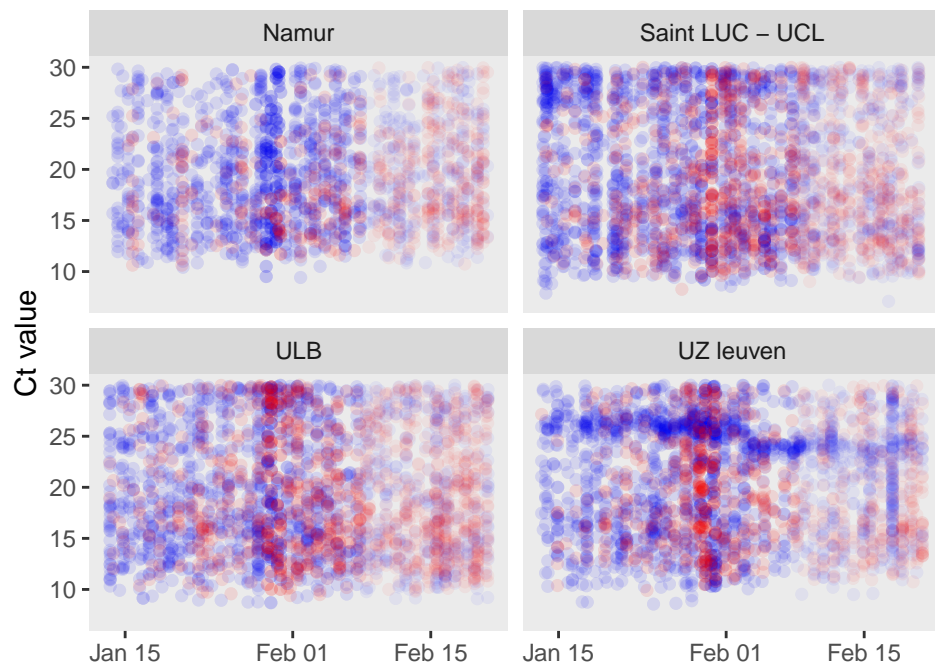 Namur
Saint LUC – UCL
30
25
20
15
10
Ct value
ULB
UZ leuven
30
25
20
15
10
Jan 15
Feb 01
Feb 15
Jan 15
Feb 01
Feb 15